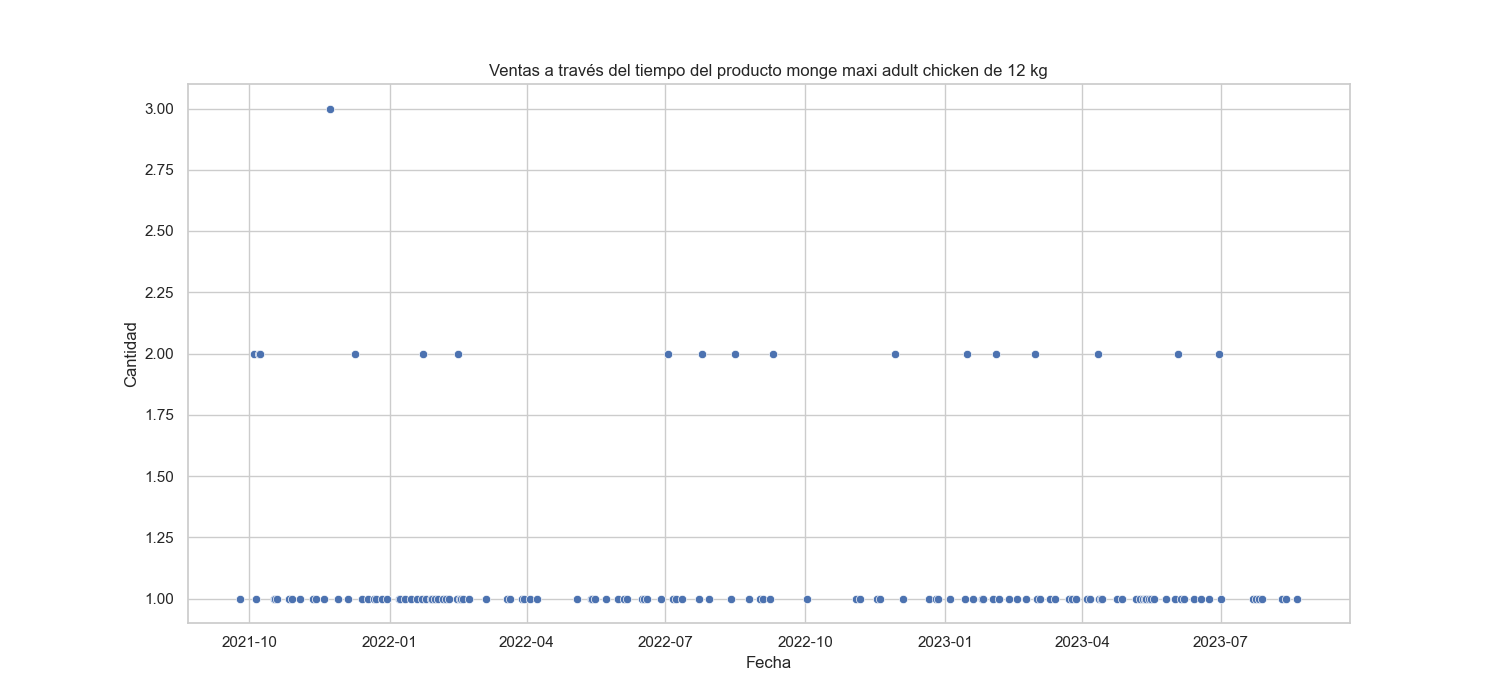 Ventas a través del tiempo del producto monge maxi adult chicken de 12 kg
3.00
2.75
2.50
2.25
2.00
1.75
1.50
1.25
1.00
Cantidad
2021-10 2022-01 2022-04 2022-07 2022-10 2023-01 2023-04 2023-07
Fecha